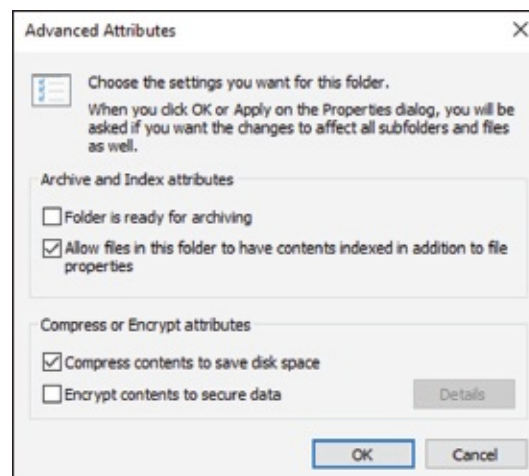 Advanced Attributes
Choose the settings you want for this folder.
When you click OK or Apply on the Properties dialog, you will be
asked if you want the changes to affect all subfolders and files
as well.
Archive and Index attributes
Folder is ready for archiving
Allow files in this folder to have contents indexed in addition to file
properties
Compress or Encrypt attributes
Compress contents to save disk space
Encrypt contents to secure data
Details
OK
Cancel